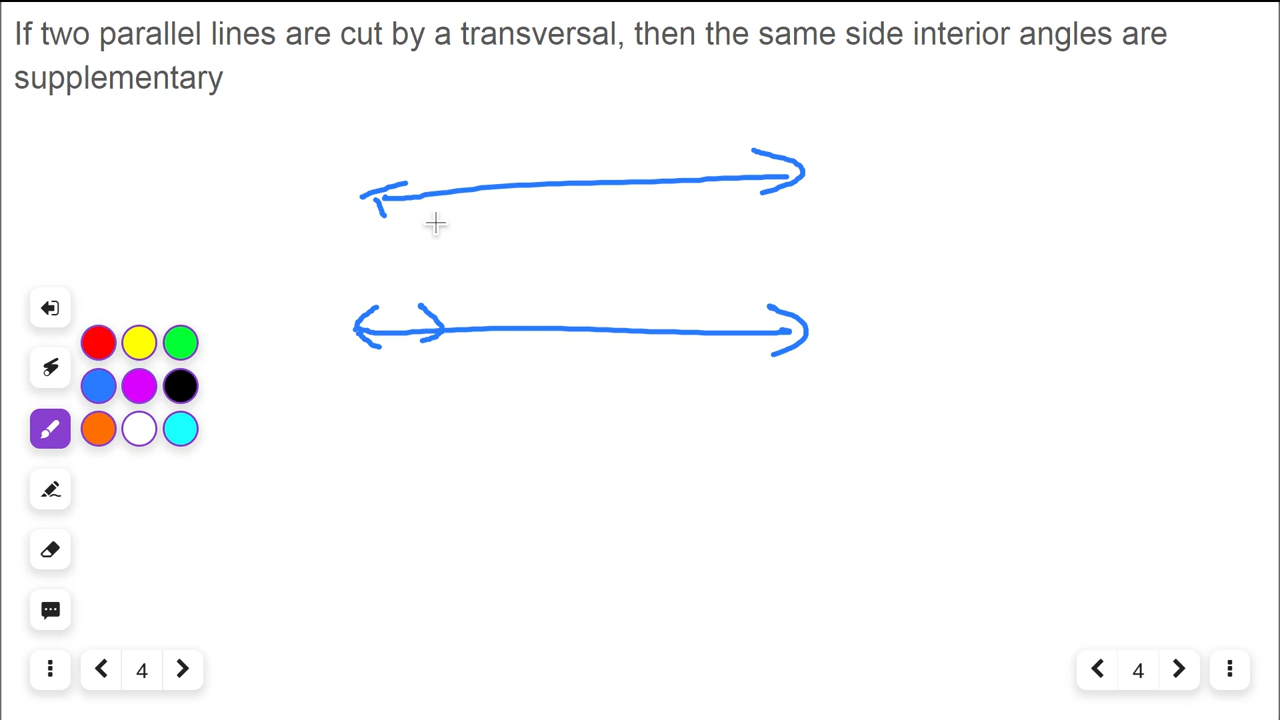 If two parallel lines are cut by a transversal, then the same side interior angles are
supplementary
4
4